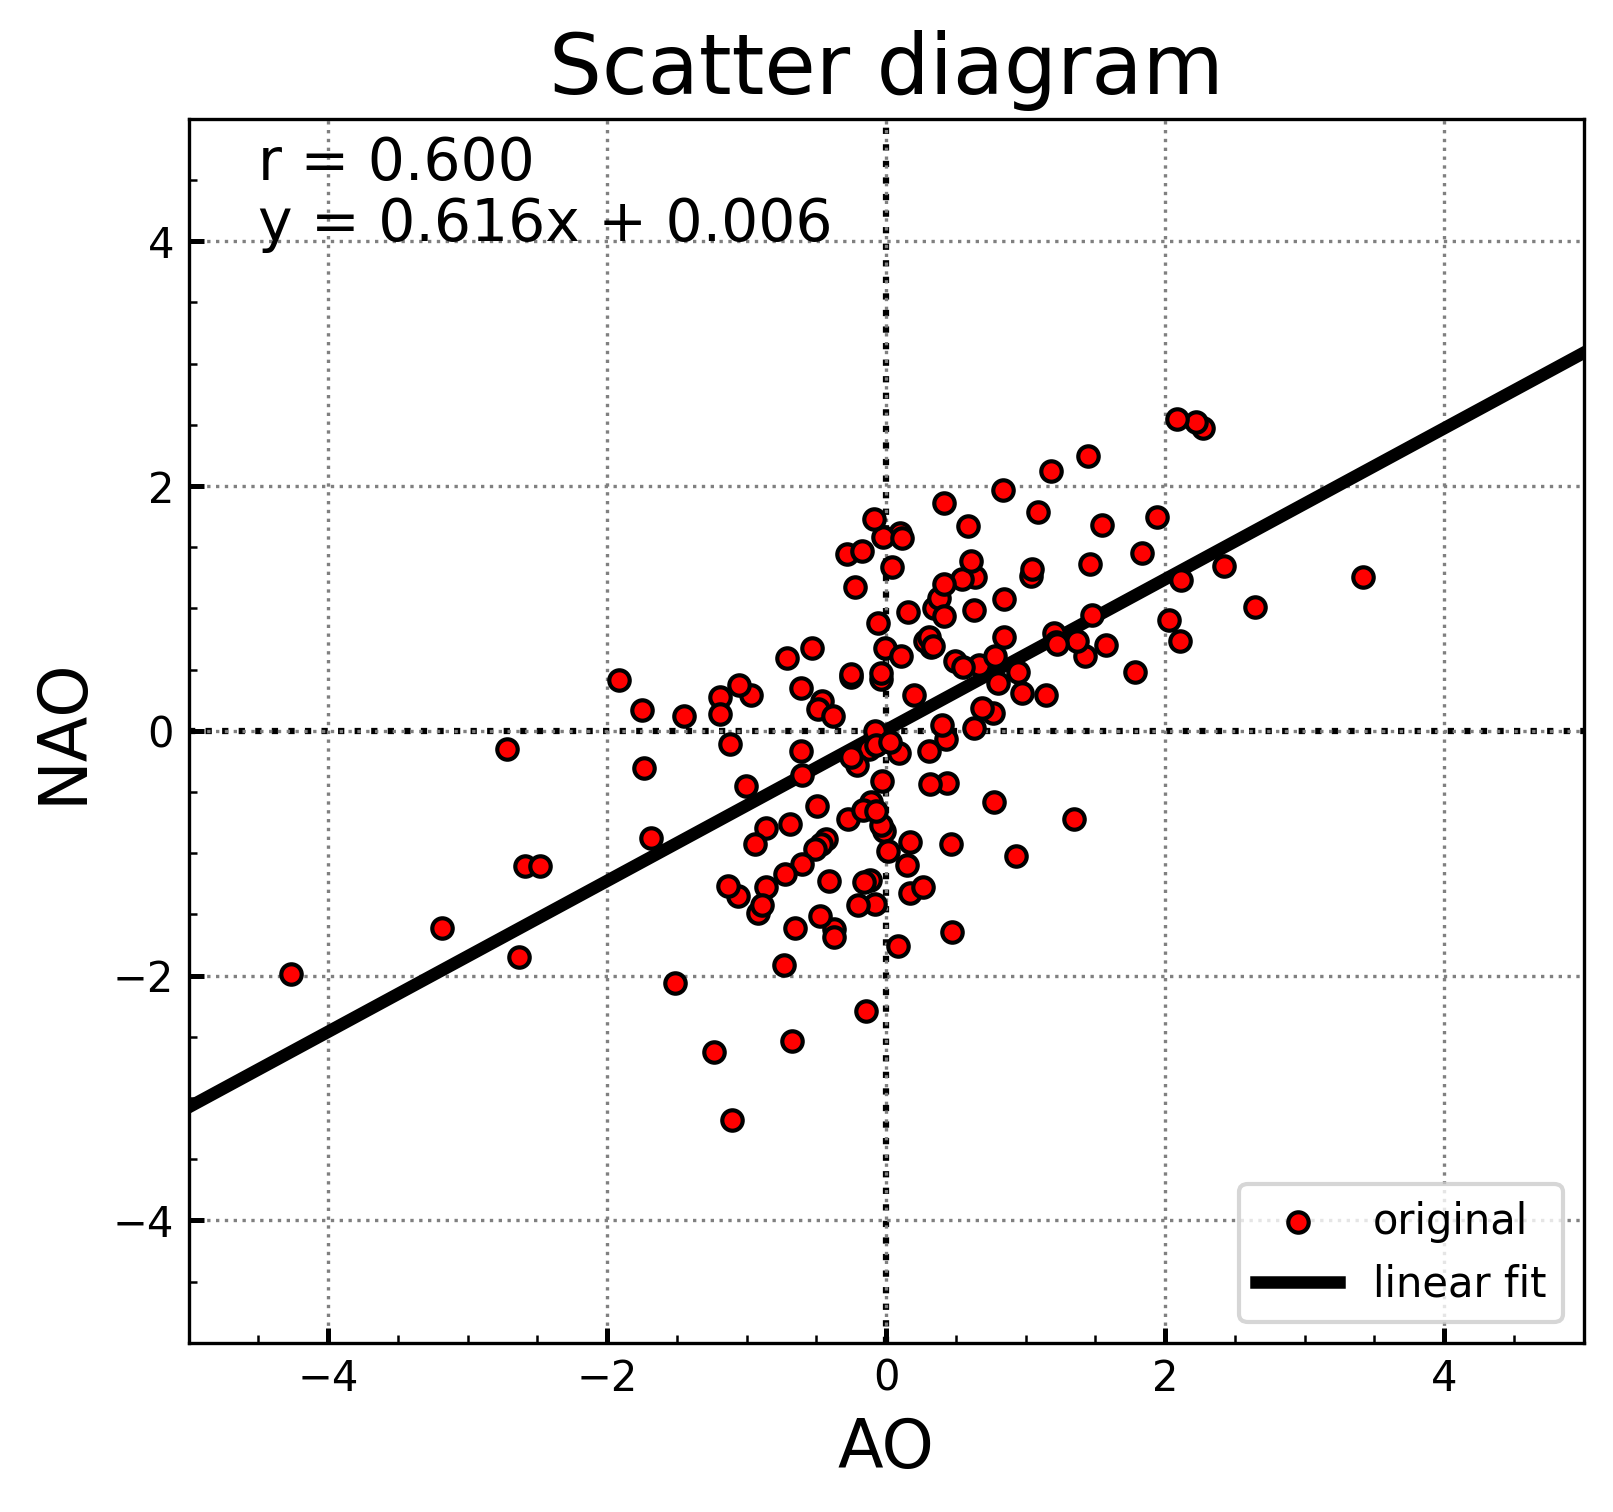 Scatter diagram
r = 0.600
y = 0.616x + 0.006
4
2
0
−2
−4
NAO
−4
−2
0
2
4
AO
original
linear fit